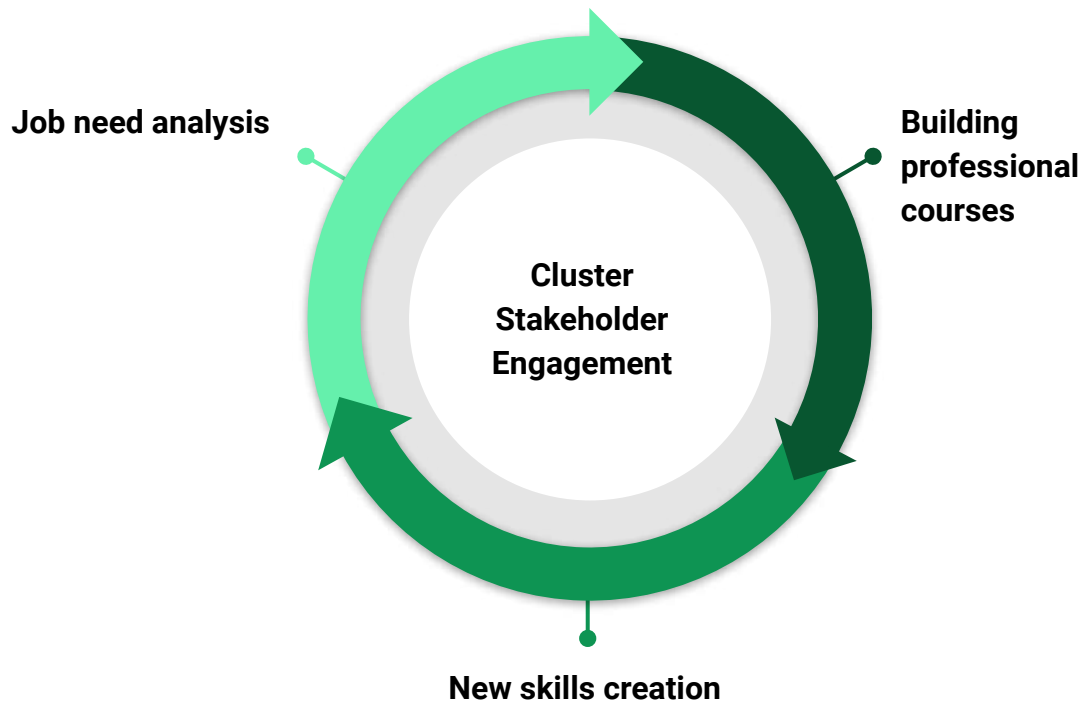 Job need analysis
Building
professional
courses
Cluster
Stakeholder
Engagement
New skills creation